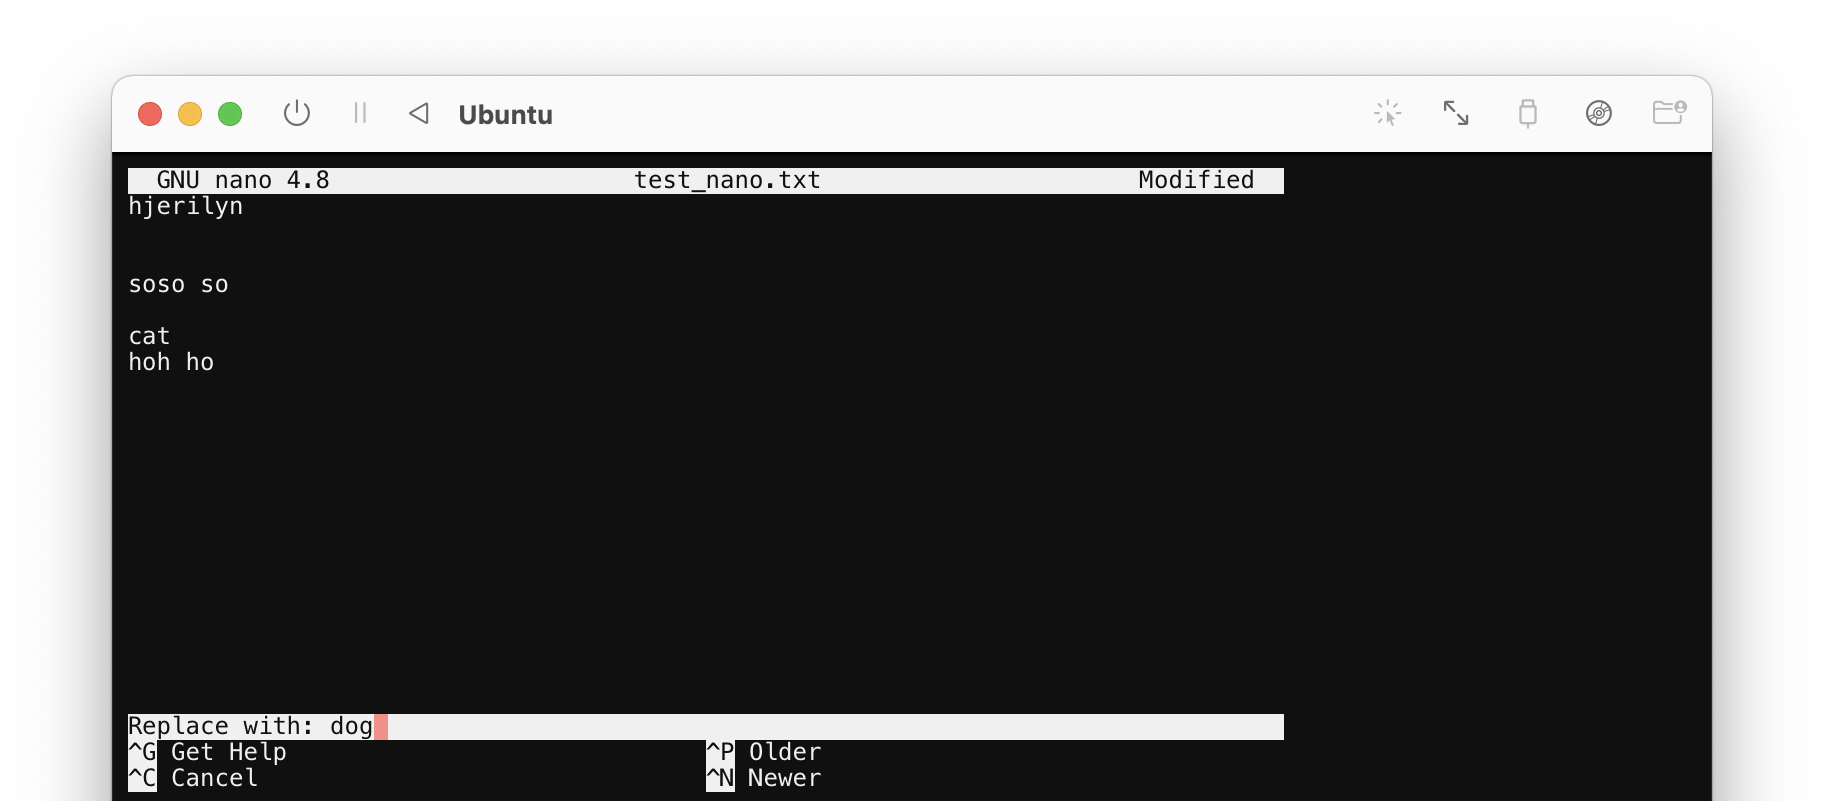 Ubuntu
GNU nano 4.8 test_nano.txt Modified
hjerilyn
soso so
cat
hoh ho
Replace with: dog
^G Get Help ^P Older
^C Cancel ^N Newer